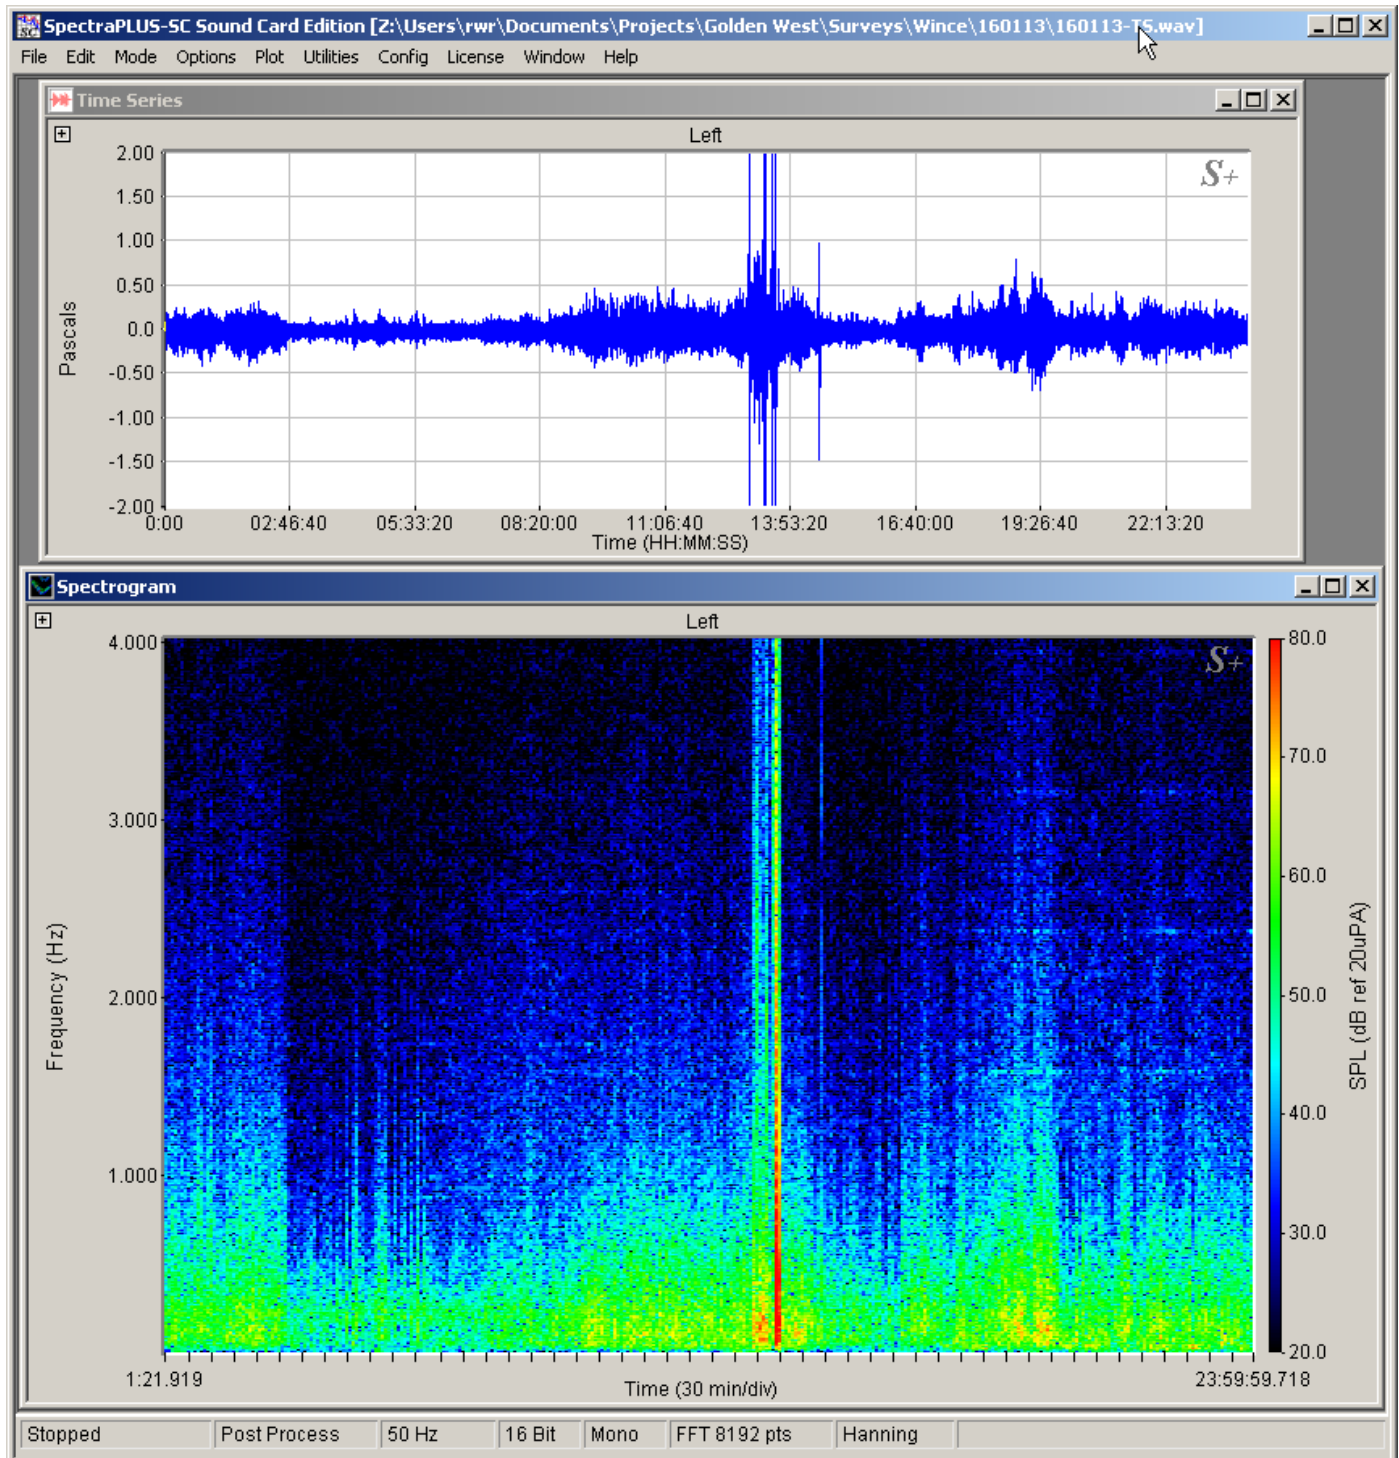 SpectraPLUS-SC Sound Card Edition [Z:\Users\rwr\Documents\Projects\Golden West\Surveys\Wince\160113\160113-TS.wav]
File Edit Mode Options Plot Utilities Config License Window Help
Time Series
Left
S+
2.00
1.50
1.00
0.50
0.0
-0.50
-1.00
-1.50
-2.00
Pascals
0:00 02:46:40 05:33:20 08:20:00 11:06:40 13:53:20 16:40:00 19:26:40 22:13:20
Time (HH:MM:SS)
Spectrogram
Left
S+
4.000
3.000
2.000
1.000
Frequency (Hz)
80.0
70.0
60.0
50.0
40.0
30.0
20.0
SPL (dB ref 20uPA)
1:21.919 23:59:59.718
Time (30 min/div)
Stopped Post Process 50 Hz 16 Bit Mono FFT 8192 pts Hanning